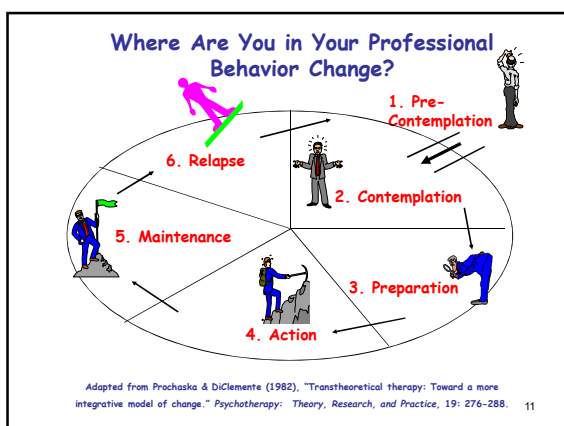 Where Are You in Your Professional
Behavior Change?
1. Pre-
Contemplation
6. Relapse
2. Contemplation
5. Maintenance
3. Preparation
4. Action
Adapted from Prochaska & DiClemente (1982), “Transtheoretical therapy: Toward a more
integrative model of change.” Psychotherapy: Theory, Research, and Practice, 19: 276-288.
11